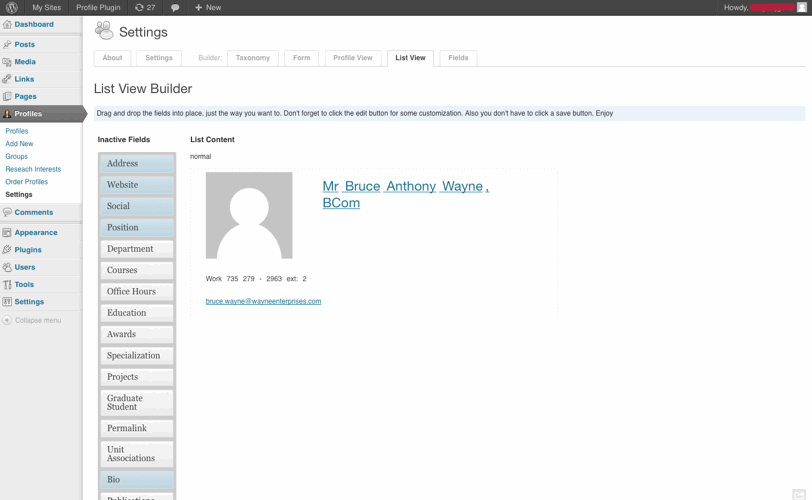 My Sites Profile Plugin 27 + New Howdy,
Dashboard
Posts
Media
Links
Pages
Profiles
Profiles
Add New
Groups
Reseach Interests
Order Profiles
Settings
Comments
Appearance
Plugins
Users
Tools
Settings
Collapse menu
Settings
About Settings Builder: Taxonomy Form Profile View List View Fields
List View Builder
Drag and drop the fields into place, just the way you want to. Don't forget to click the edit button for some customization. Also you don't have to click a save button. Enjoy
Inactive Fields
Address
Website
Social
Position
Department
Courses
Office Hours
Education
Awards
Specialization
Projects
Graduate
Student
Permalink
Unit
Associations
Bio
Publications
List Content
normal
Mr Bruce Anthony Wayne ,
BCom
Work 735 279 - 2963 ext: 2
bruce.wayne@wayneenterprises.com